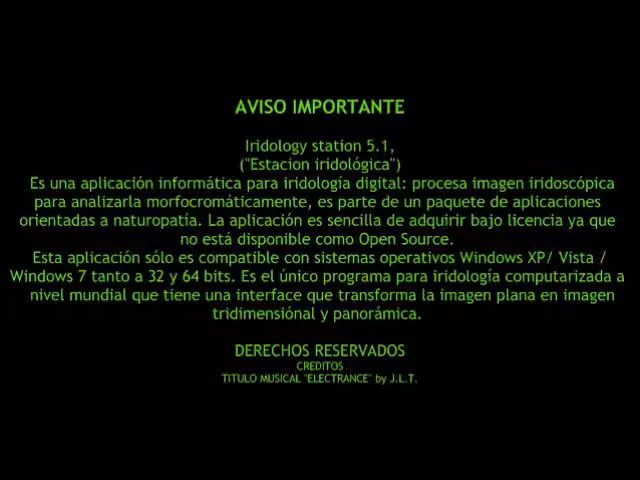 AVISO IMPORTANTE
Iridology station 5.1,
("Estacion iridológica")
Es una aplicación informática para iridología digital: procesa imagen iridoscópica
para analizarla morfocromáticamente, es parte de un paquete de aplicaciones
orientadas a naturopatía. La aplicación es sencilla de adquirir bajo licencia ya que
no está disponible como Open Source.
Esta aplicación sólo es compatible con sistemas operativos Windows XP/ Vista /
Windows 7 tanto a 32 y 64 bits. Es el único programa para iridología computarizada a
nivel mundial que tiene una interface que transforma la imagen plana en imagen
tridimensiónal y panorámica.
DERECHOS RESERVADOS
CREDITOS
TITULO MUSICAL "ELECTRANCE" by J.L.T.